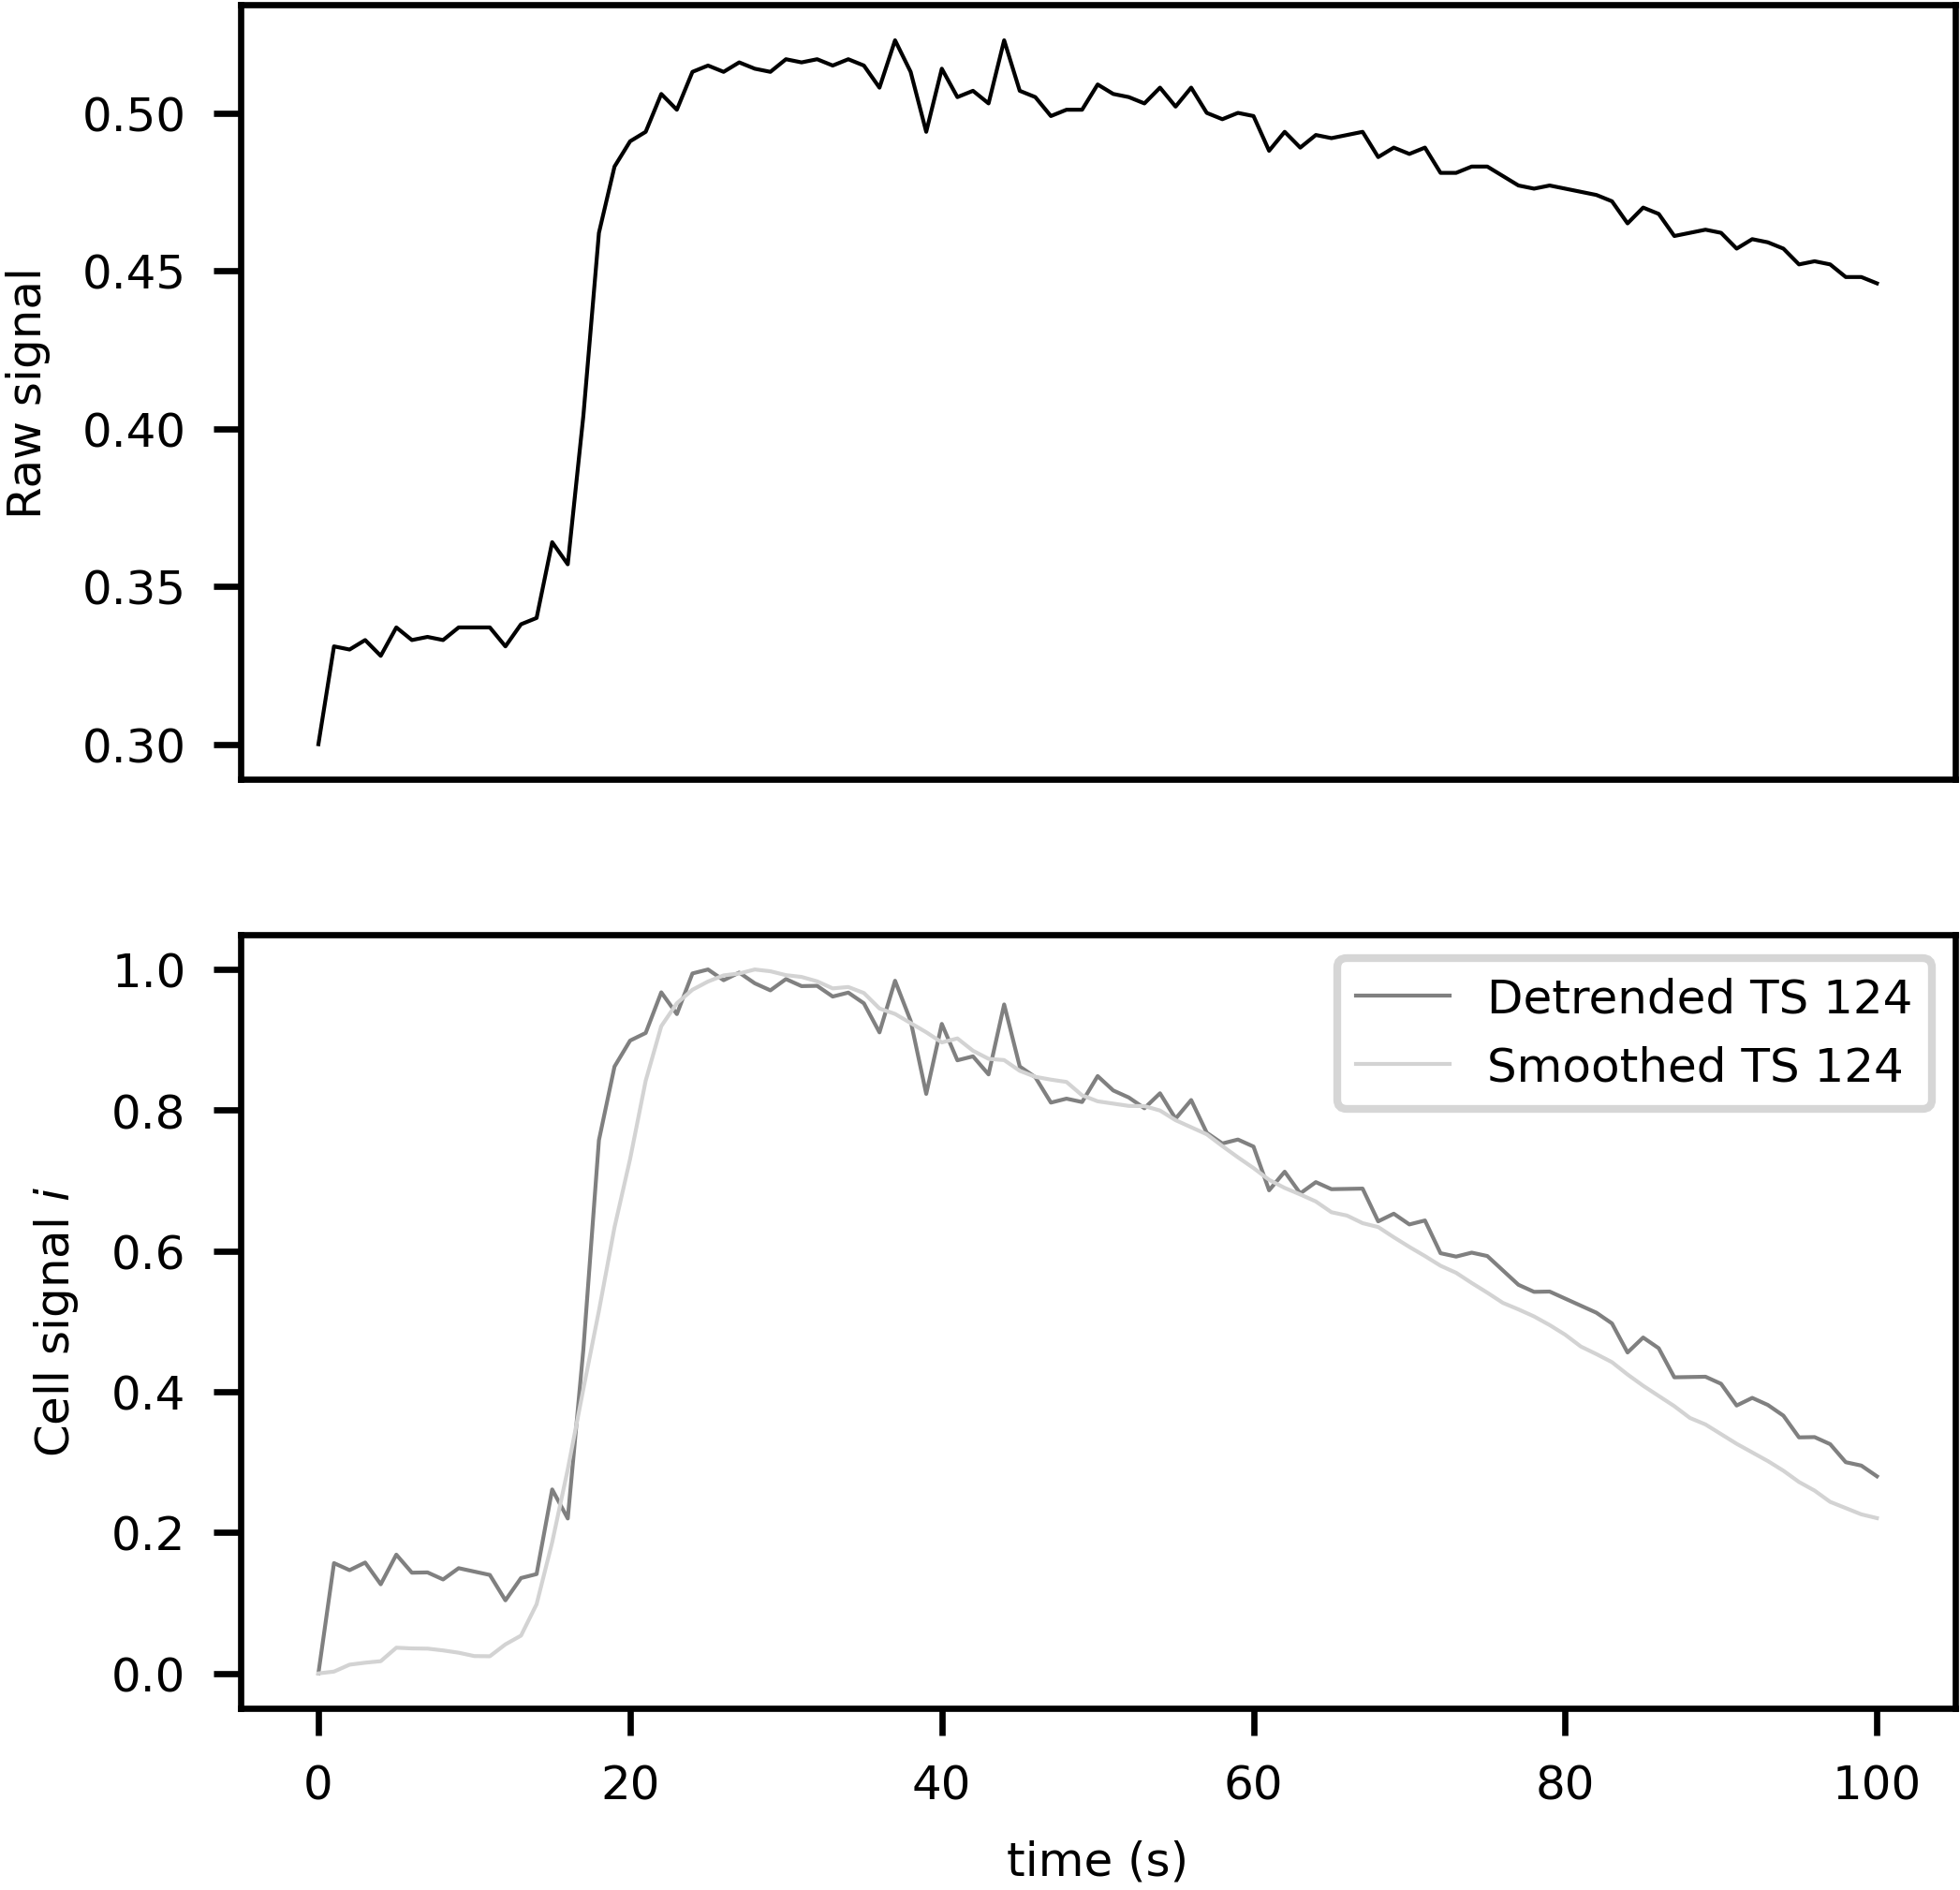 Raw signal
0.50
0.45
0.40
0.35
0.30
Cell signal i
1.0
0.8
0.6
0.4
0.2
0.0
Detrended TS 124
Smoothed TS 124
0 20 40 60 80 100
time (s)